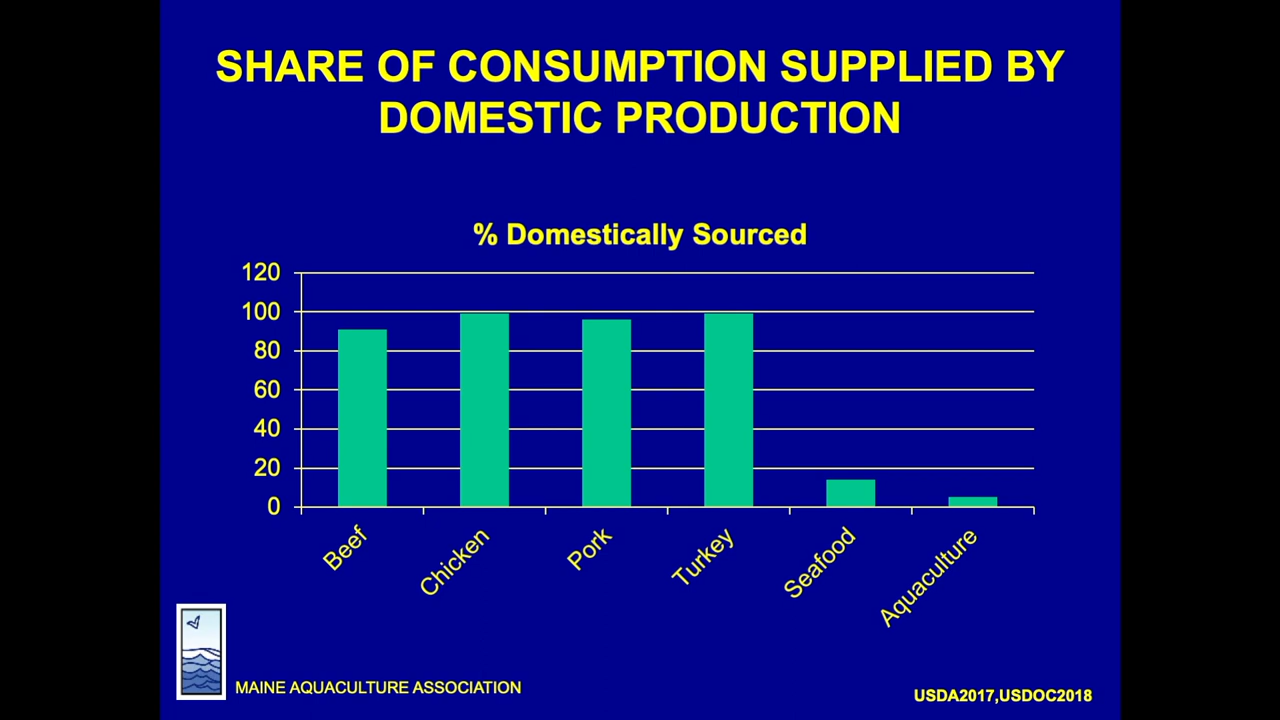 SHARE OF CONSUMPTION SUPPLIED BY
DOMESTIC PRODUCTION
% Domestically Sourced
120
100
80
60
40
20
0
Beef
Chicken
Pork
Turkey
Seafood
Aquaculture
MAINE AQUACULTURE ASSOCIATION
USDA2017,USDOC2018